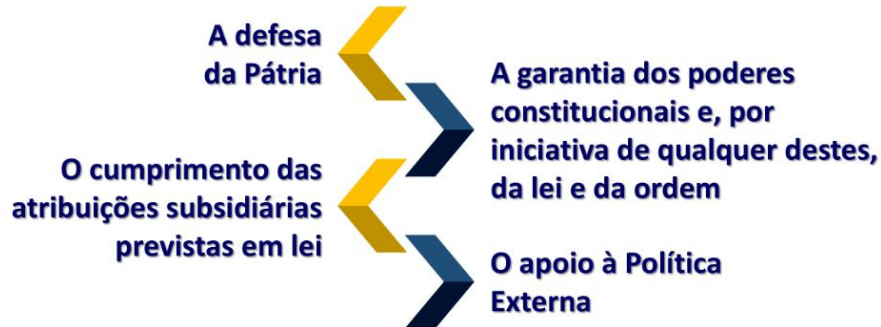 A defesa
da Pátria
A garantia dos poderes
constitucionais e, por
iniciativa de qualquer destes,
da lei e da ordem
O cumprimento das
atribuições subsidiárias
previstas em lei
O apoio à Política
Externa